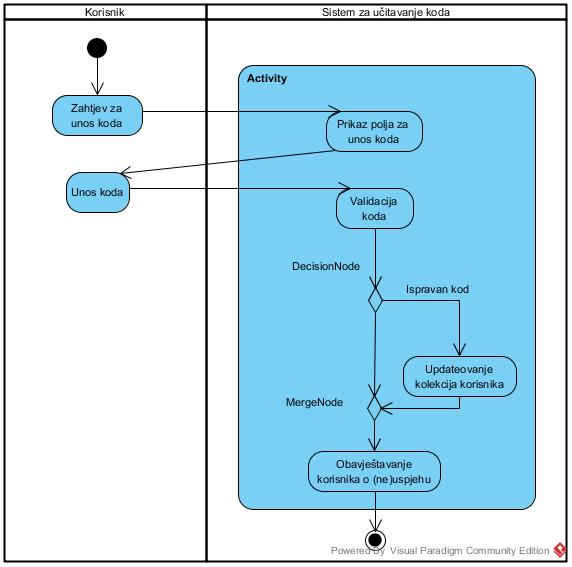 Korisnik
Sistem za učitavanje koda
Activity
Zahtjev za
unos koda
Prikaz polja za
unos koda
Unos koda
Validacija
koda
DecisionNode
Ispravan kod
Updateovanje
kolekcija korisnika
MergeNode
Obavještavanje
korisnika o (ne)uspjehu
Powered By Visual Paradigm Community Edition